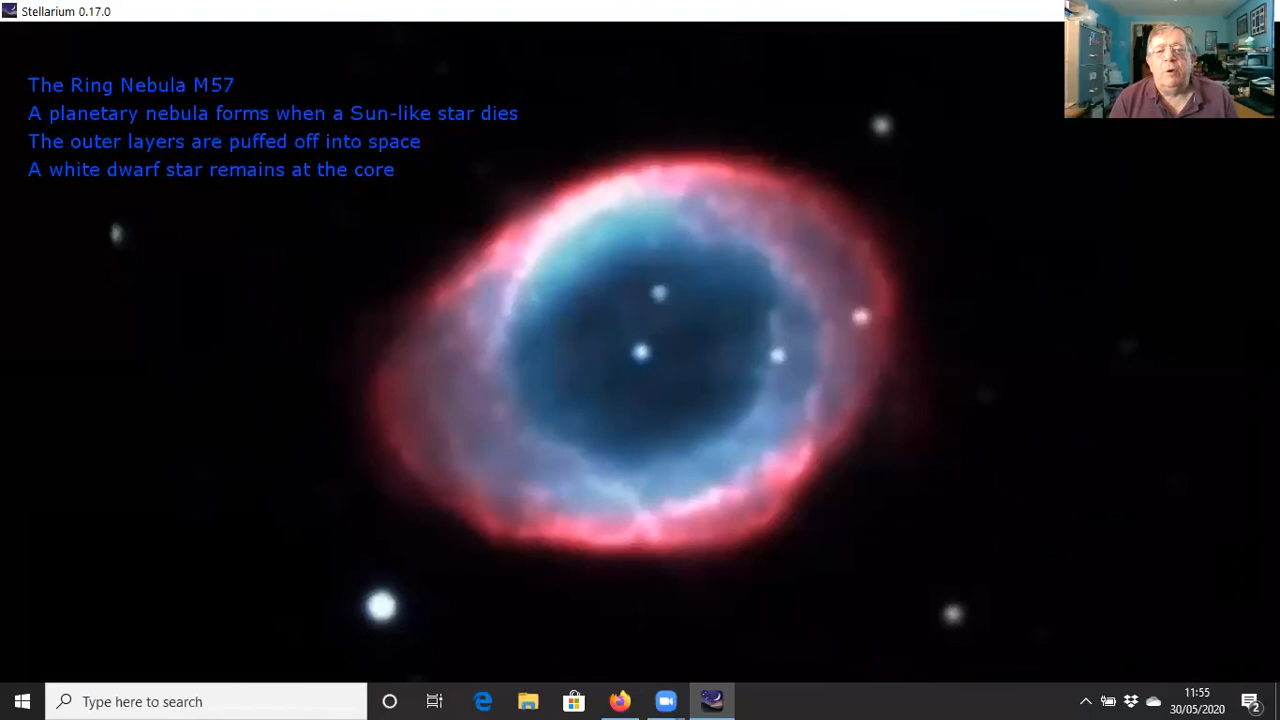 Stellarium 0.17.0
The Ring Nebula M57
A planetary nebula forms when a Sun-like star dies
The outer layers are puffed off into space
A white dwarf star remains at the core
Type here to search
11:55
30/05/2020
2